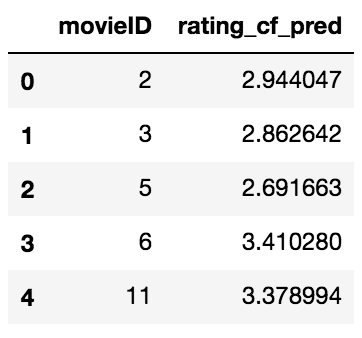 movieID rating_cf_pred
0 2 2.944047
1 3 2.862642
2 5 2.691663
3 6 3.410280
4 11 3.378994